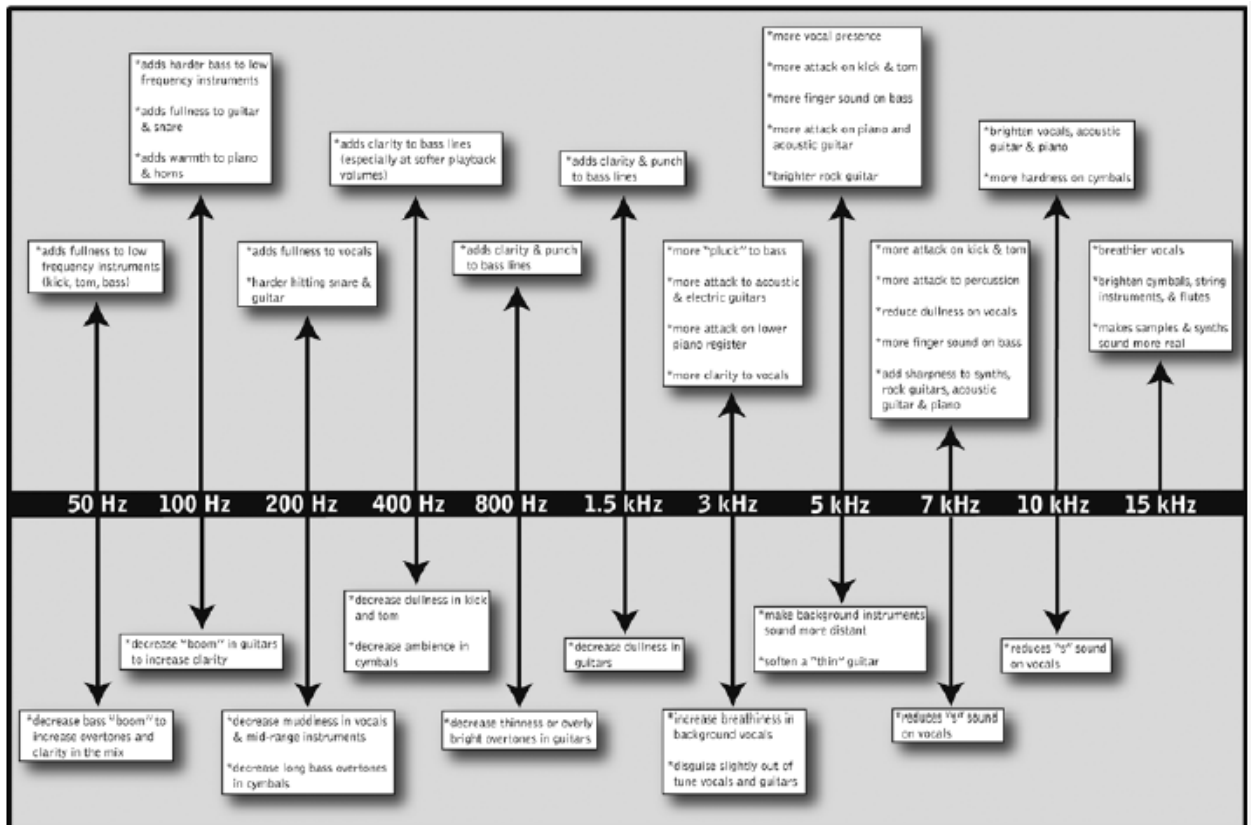 *adds harder bass to low
frequency instruments
*adds fullness to guitar
& snare
*adds warmth to piano
& horns
*adds clarity to bass lines
(especially at softer playback
volumes)
*adds clarity & punch
to bass lines
*more vocal presence
*more attack on kick & tom
*more finger sound on bass
*more attack on piano and
acoustic guitar
*brighter rock guitar
*brighten vocals, acoustic
guitar & piano
*more hardness on cymbals
*adds fullness to low
frequency instruments
(kick, tom, bass)
*adds fullness to vocals
*harder hitting snare &
guitar
*adds clarity & punch
to bass lines
*more "pluck" to bass
*more attack to acoustic
& electric guitars
*more attack on lower
piano register
*more clarity to vocals
*more attack on kick & tom
*more attack to percussion
*reduce dullness on vocals
*more finger sound on bass
*add sharpness to synths,
rock guitars, acoustic
guitar & piano
*breathier vocals
*brighten cymbals, string
instruments, & flutes
*makes samples & synths
sound more real
50 Hz 100 Hz 200 Hz 400 Hz 800 Hz 1.5 kHz 3 kHz 5 kHz 7 kHz 10 kHz 15 kHz
*decrease "boom" in guitars
to increase clarity
*decrease dullness in kick
and tom
*decrease ambience in
cymbals
*decrease dullness in
guitars
*make background instruments
sound more distant
*soften a "thin" guitar
*reduces "s" sound
on vocals
*decrease bass "boom" to
increase overtones and
clarity in the mix
*decrease muddiness in vocals
& mid-range instruments
*decrease long bass overtones
in cymbals
*decrease thinness or overly
bright overtones in guitars
*increase breathiness in
background vocals
*disguise slightly out of
tune vocals and guitars
*reduces "s" sound
on vocals